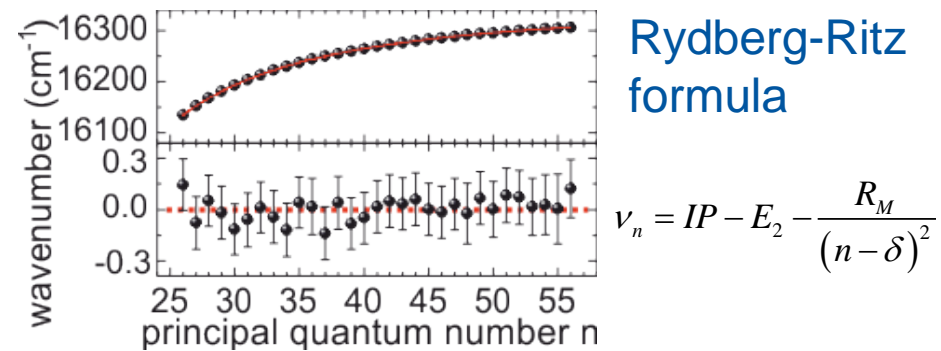 16300
16200
16100
0.3
0.0
-0.3
wavenumber (cm⁻¹)
25 30 35 40 45 50 55
principal quantum number n
Rydberg-Ritz
formula
νₙ = IP − E₂ − R_M / (n − δ)²